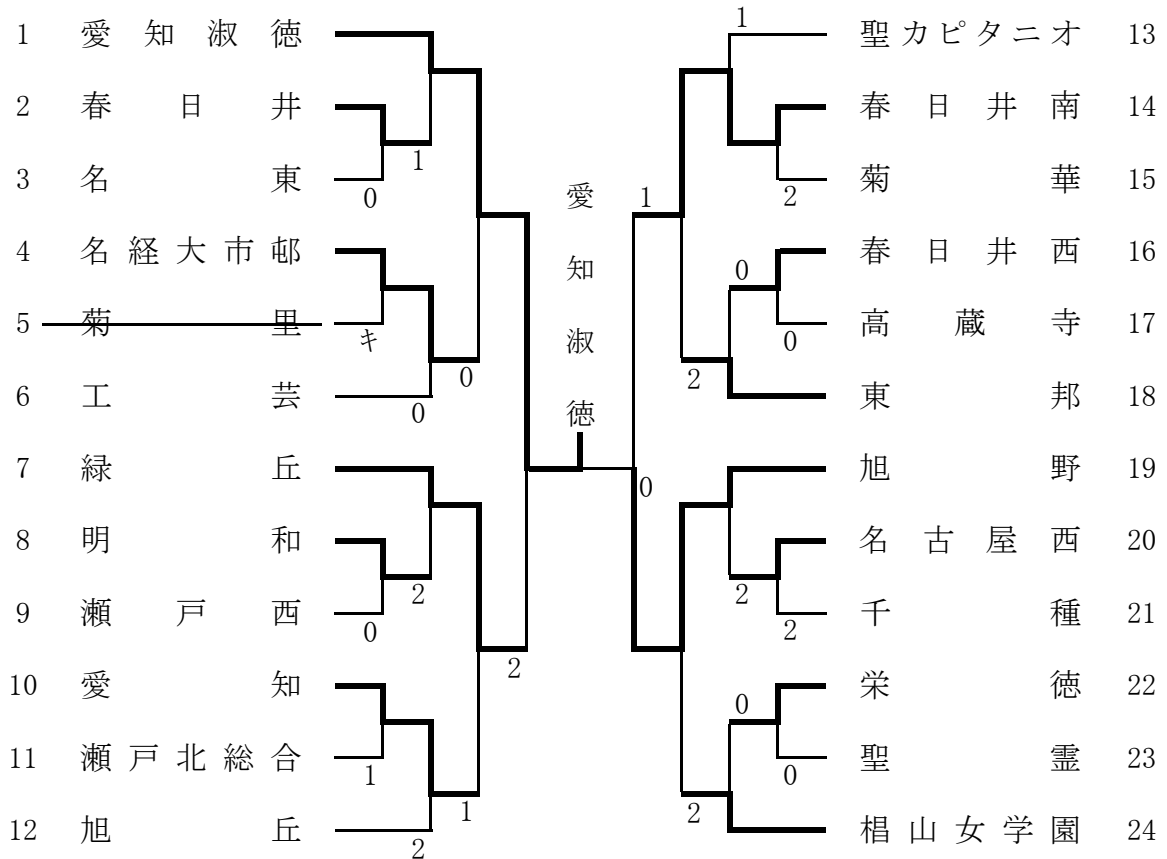 1 愛知淑徳
2 春日井
1
3 名東
0
4 名経大市邨
5 菊里
キ
0
6 工芸
0
7 緑丘
8 明和
2
9 瀬戸西
0
2
10 愛知
11 瀬戸北総合
1
1
12 旭丘
2
愛知淑徳
1
聖カピタニオ 13
春日井南 14
菊華 15
2
1
春日井西 16
0
高蔵寺 17
0
2
東邦 18
旭野 19
0
名古屋西 20
2
千種 21
2
栄徳 22
0
聖霊 23
0
2
椙山女学園 24